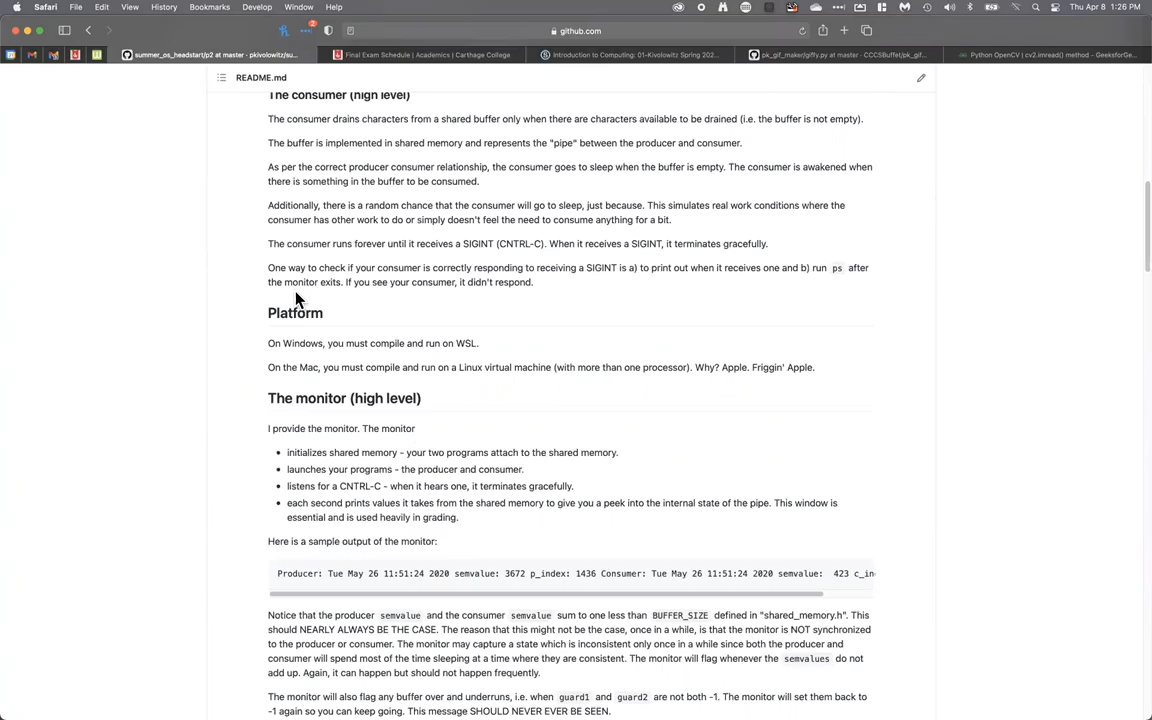 Safari File Edit View History Bookmarks Develop Window Help Thu Apr 8 1:26 PM
2 github.com
summer_os_headstart/p2 at master · pkivolowitz/su... Final Exam Schedule | Academics | Carthage College Introduction to Computing: 01-Kivolowitz Spring 202... pk_gif_maker/giffy.py at master · CCCSBuffet/pk_gif... Python OpenCV | cv2.imread() method - GeeksforGe...
README.md
The consumer (high level)
The consumer drains characters from a shared buffer only when there are characters available to be drained (i.e. the buffer is not empty).
The buffer is implemented in shared memory and represents the "pipe" between the producer and consumer.
As per the correct producer consumer relationship, the consumer goes to sleep when the buffer is empty. The consumer is awakened when
there is something in the buffer to be consumed.
Additionally, there is a random chance that the consumer will go to sleep, just because. This simulates real work conditions where the
consumer has other work to do or simply doesn't feel the need to consume anything for a bit.
The consumer runs forever until it receives a SIGINT (CNTRL-C). When it receives a SIGINT, it terminates gracefully.
One way to check if your consumer is correctly responding to receiving a SIGINT is a) to print out when it receives one and b) run ps after
the monitor exits. If you see your consumer, it didn't respond.
Platform
On Windows, you must compile and run on WSL.
On the Mac, you must compile and run on a Linux virtual machine (with more than one processor). Why? Apple. Friggin' Apple.
The monitor (high level)
I provide the monitor. The monitor
• initializes shared memory - your two programs attach to the shared memory.
• launches your programs - the producer and consumer.
• listens for a CNTRL-C - when it hears one, it terminates gracefully.
• each second prints values it takes from the shared memory to give you a peek into the internal state of the pipe. This window is
essential and is used heavily in grading.
Here is a sample output of the monitor:
Producer: Tue May 26 11:51:24 2020 semvalue: 3672 p_index: 1436 Consumer: Tue May 26 11:51:24 2020 semvalue:  423 c_in
Notice that the producer semvalue and the consumer semvalue sum to one less than BUFFER_SIZE defined in "shared_memory.h". This
should NEARLY ALWAYS BE THE CASE. The reason that this might not be the case, once in a while, is that the monitor is NOT synchronized
to the producer or consumer. The monitor may capture a state which is inconsistent only once in a while since both the producer and
consumer will spend most of the time sleeping at a time where they are consistent. The monitor will flag whenever the semvalues do not
add up. Again, it can happen but should not happen frequently.
The monitor will also flag any buffer over and underruns, i.e. when guard1 and guard2 are not both -1. The monitor will set them back to
-1 again so you can keep going. This message SHOULD NEVER EVER BE SEEN.